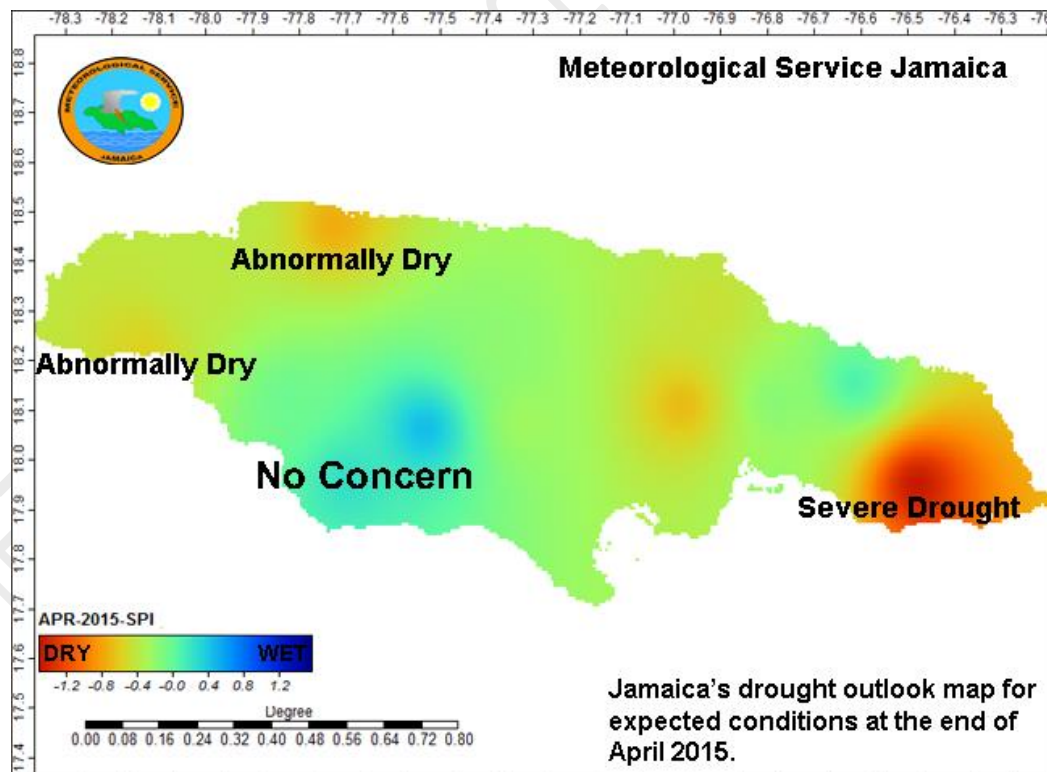 -78.3 -78.2 -78.1 -78.0 -77.9 -77.8 -77.7 -77.6 -77.5 -77.4 -77.3 -77.2 -77.1 -77.0 -76.9 -76.8 -76.7 -76.6 -76.5 -76.4 -76.3
18.8
18.7
18.6
18.5
18.4
18.3
18.2
18.1
18.0
17.9
17.8
17.7
17.6
17.5
17.4
METEOROLOGICAL SERVICE
JAMAICA
Meteorological Service Jamaica
Abnormally Dry
Abnormally Dry
No Concern
Severe Drought
APR-2015-SPI
DRY WET
-1.2 -0.8 -0.4 -0.0 0.4 0.8 1.2
Degree
0.00 0.08 0.16 0.24 0.32 0.40 0.48 0.56 0.64 0.72 0.80
Jamaica's drought outlook map for
expected conditions at the end of
April 2015.